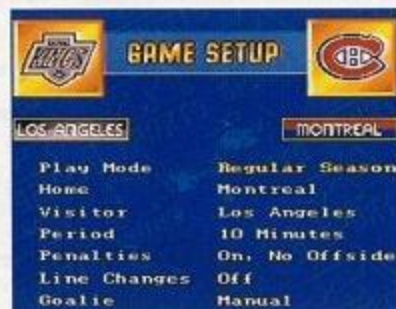 KINGS
GAME SETUP
LOS ANGELES
MONTREAL
Play Mode Regular Season
Home Montreal
Visitor Los Angeles
Period 10 Minutes
Penalties On, No Offside
Line Changes Off
Goalie Manual